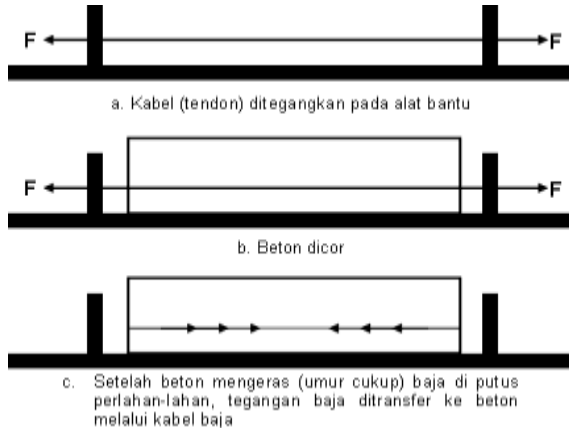 F F
a. Kabel (tendon) ditegangkan pada alat bantu
F F
b. Beton dicor
c. Setelah beton mengeras (umur cukup) baja di putus
perlahan-lahan, tegangan baja ditransfer ke beton
melalui kabel baja